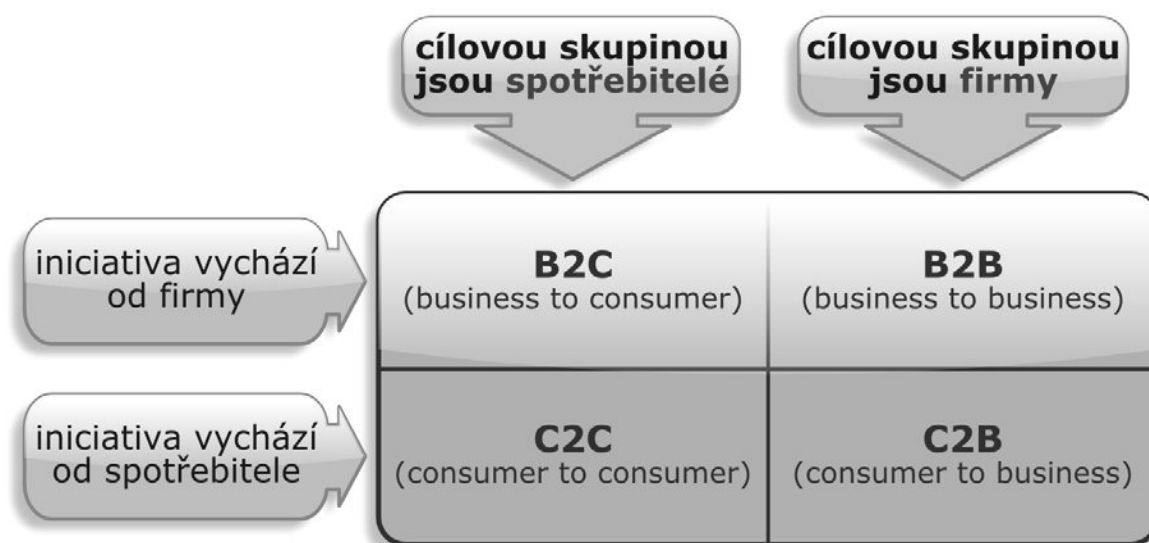 cílovou skupinou
jsou spotřebitelé
cílovou skupinou
jsou firmy
iniciativa vychází
od firmy
B2C
(business to consumer)
B2B
(business to business)
iniciativa vychází
od spotřebitele
C2C
(consumer to consumer)
C2B
(consumer to business)